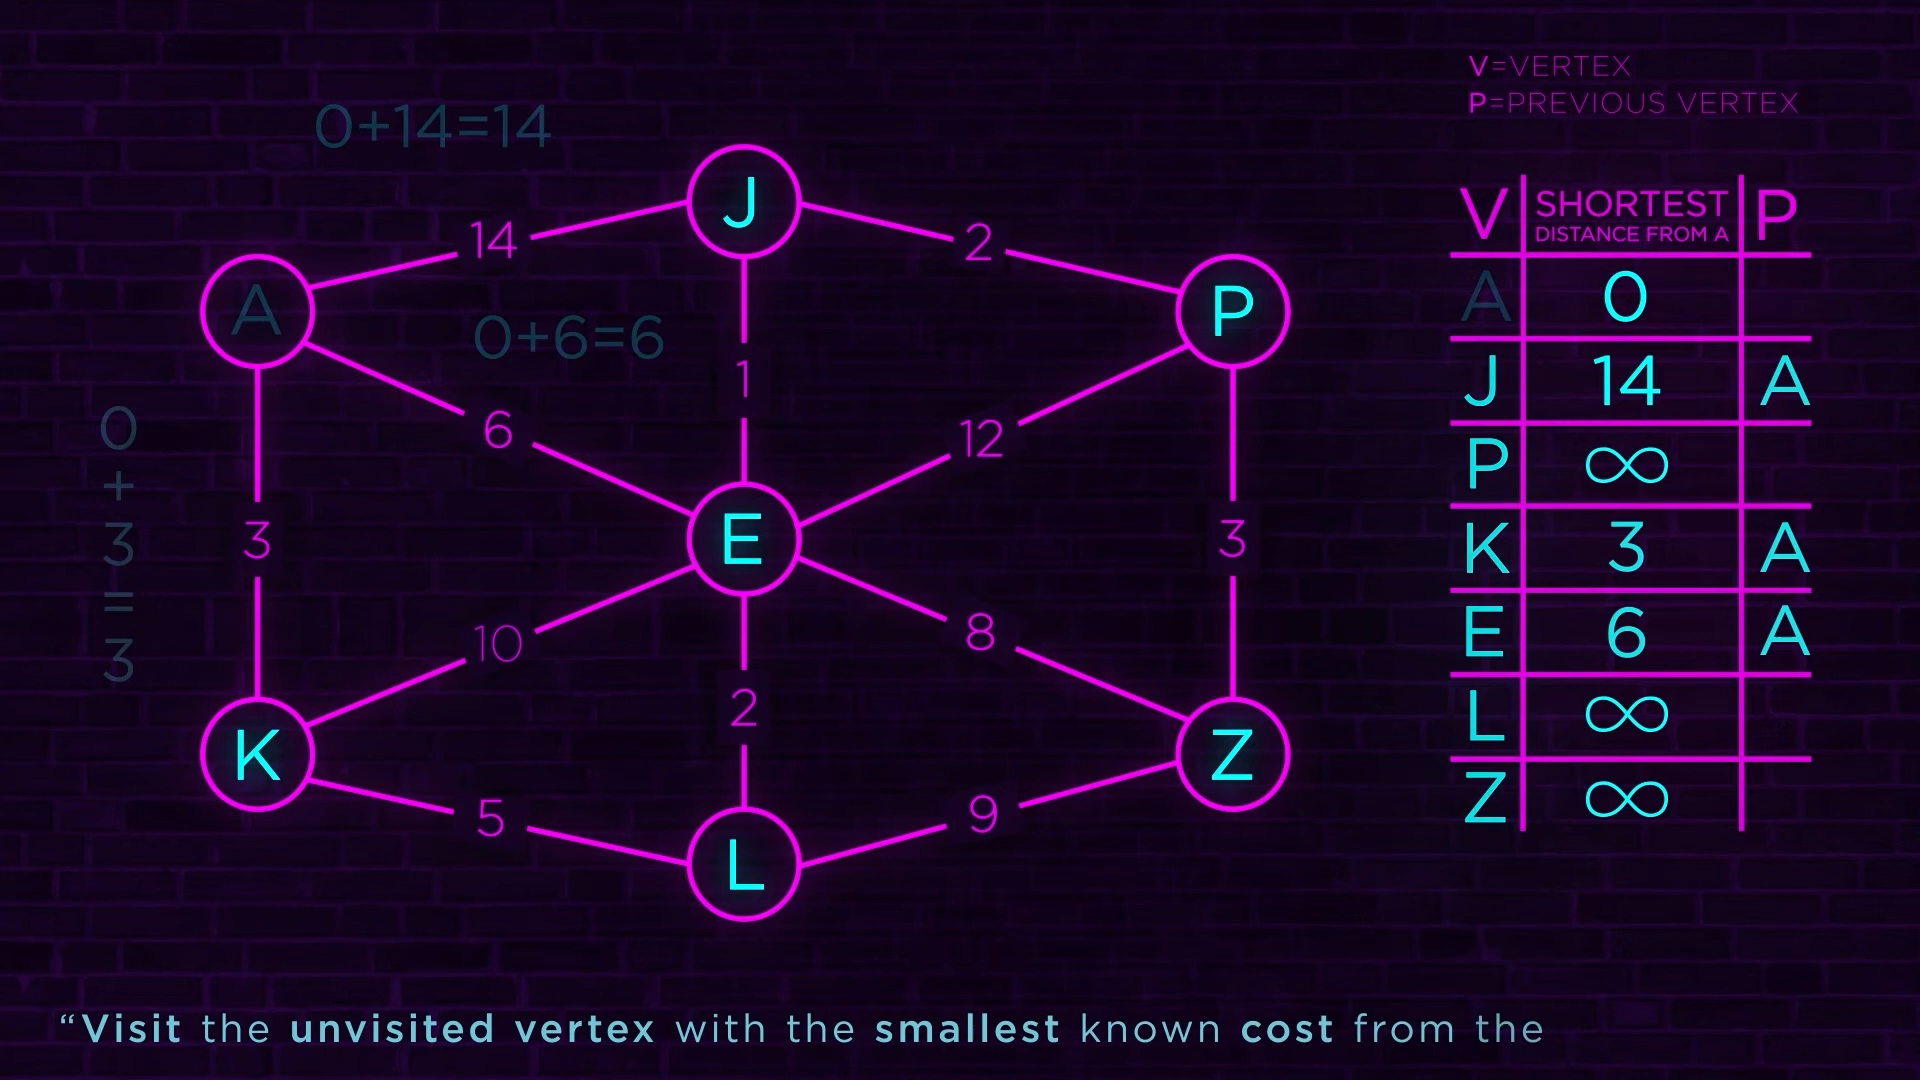 V=VERTEX
P=PREVIOUS VERTEX
0+14=14
J
14
2
A
P
0+6=6
1
6
12
0
+
3
=
3
3
E
3
10
8
2
K
Z
5
9
L
V SHORTEST DISTANCE FROM A P
A 0
J 14 A
P ∞
K 3 A
E 6 A
L ∞
Z ∞
“Visit the unvisited vertex with the smallest known cost from the